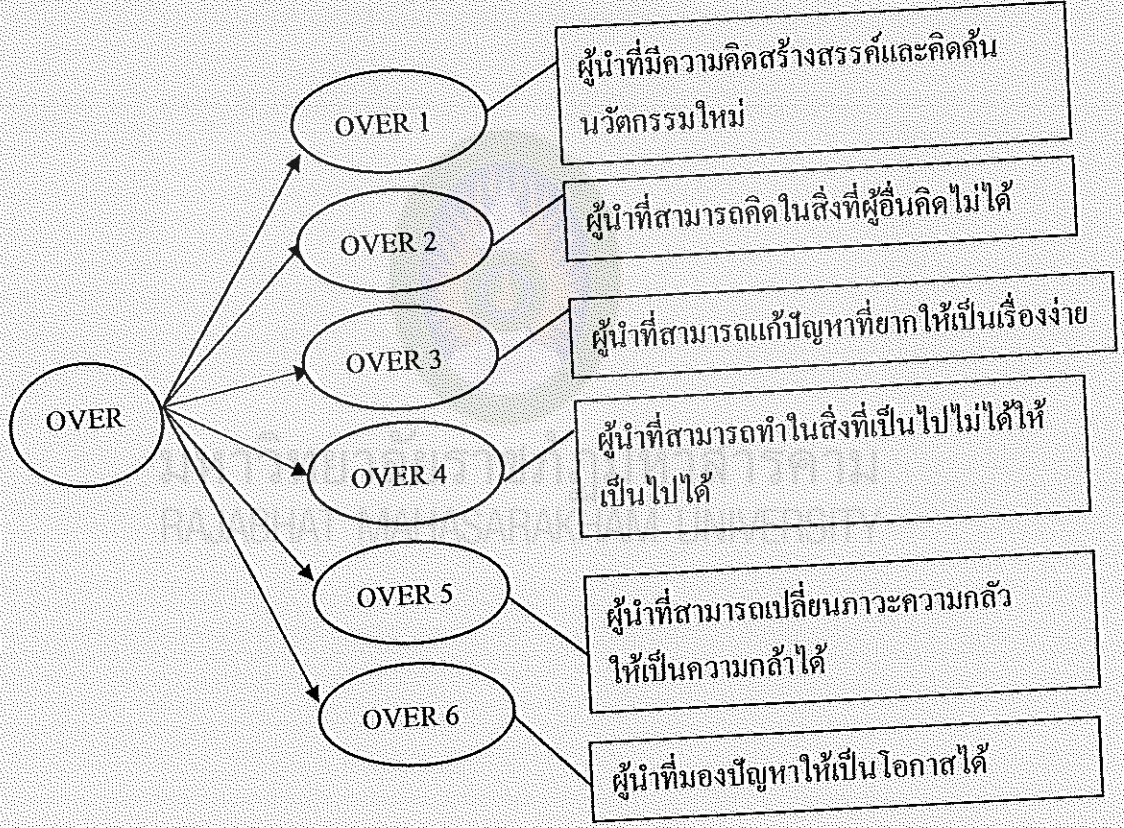 OVER
OVER 1
ผู้นำที่มีความคิดสร้างสรรค์และคิดค้น
นวัตกรรมใหม่
OVER 2
ผู้นำที่สามารถคิดในสิ่งที่ผู้อื่นคิดไม่ได้
OVER 3
ผู้นำที่สามารถแก้ปัญหาที่ยากให้เป็นเรื่องง่าย
OVER 4
ผู้นำที่สามารถทำในสิ่งที่เป็นไปไม่ได้ให้
เป็นไปได้
OVER 5
ผู้นำที่สามารถเปลี่ยนภาวะความกลัว
ให้เป็นความกล้าได้
OVER 6
ผู้นำที่มองปัญหาให้เป็นโอกาสได้